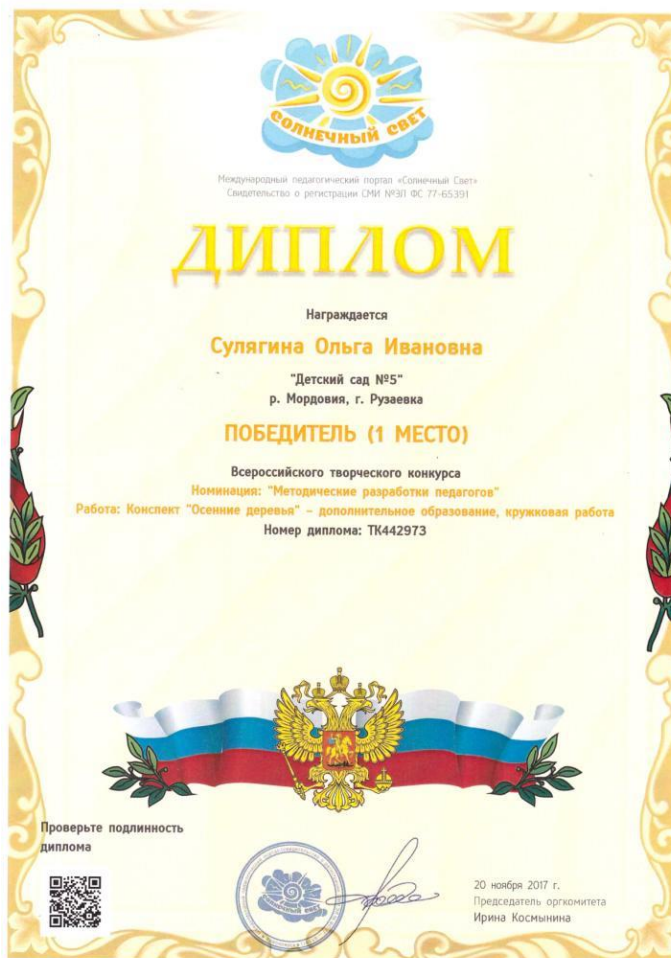 СОЛНЕЧНЫЙ СВЕТ
Международный педагогический портал «Солнечный Свет»
Свидетельство о регистрации СМИ №ЭЛ ФС 77-65391
ДИПЛОМ
Награждается
Сулягина Ольга Ивановна
"Детский сад №5"
р. Мордовия, г. Рузаевка
ПОБЕДИТЕЛЬ (1 МЕСТО)
Всероссийского творческого конкурса
Номинация: "Методические разработки педагогов"
Работа: Конспект "Осенние деревья" – дополнительное образование, кружковая работа
Номер диплома: ТК442973
Проверьте подлинность
диплома
СОЛНЕЧНЫЙ СВЕТ
20 ноября 2017 г.
Председатель оргкомитета
Ирина Космынина